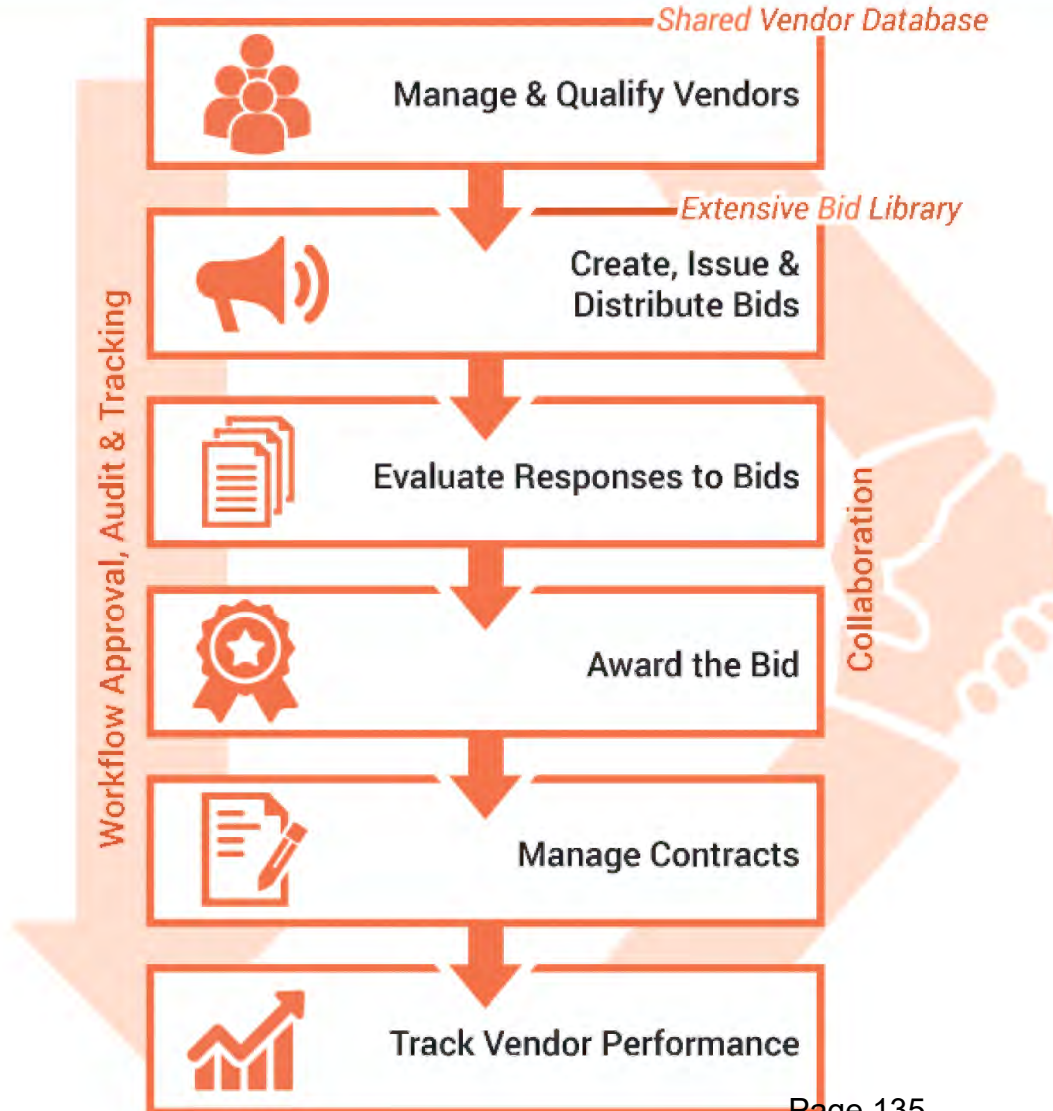 Shared Vendor Database
Manage & Qualify Vendors
Extensive Bid Library
Create, Issue &
Distribute Bids
Evaluate Responses to Bids
Award the Bid
Manage Contracts
Track Vendor Performance
Workflow Approval, Audit & Tracking
Collaboration
Page 135